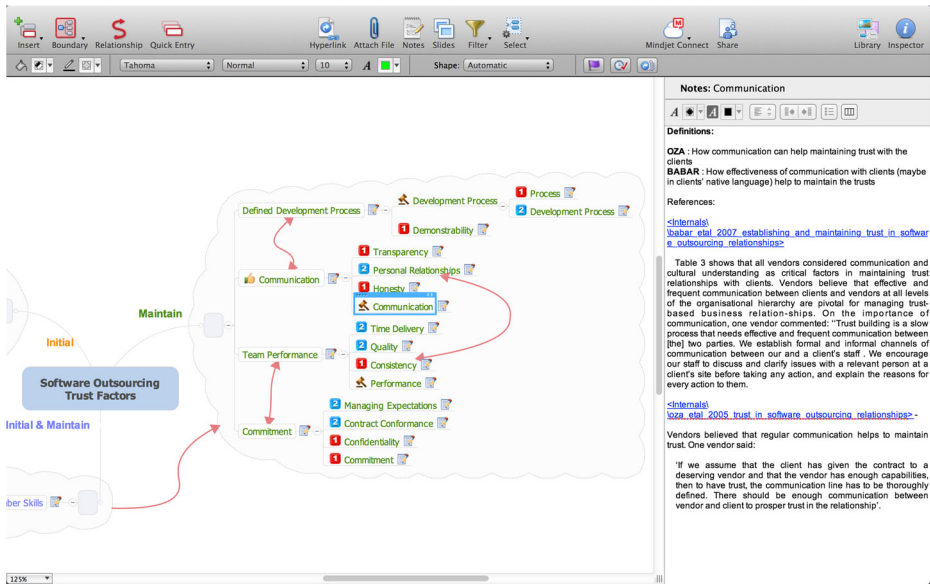 Insert Boundary Relationship Quick Entry Hyperlink Attach File Notes Slides Filter Select Mindjet Connect Share Library Inspector
Tahoma Normal 10 A Shape: Automatic
Notes: Communication
A A
Definitions:
OZA : How communication can help maintaining trust with the
clients
BABAR : How effectiveness of communication with clients (maybe
in clients' native language) help to maintain the trusts
References:
<Internals\
\babar_etal_2007_establishing_and_maintaining_trust_in_softwar
e_outsourcing_relationships>
Table 3 shows that all vendors considered communication and
cultural understanding as critical factors in maintaining trust
relationships with clients. Vendors believe that effective and
frequent communication between clients and vendors at all levels
of the organisational hierarchy are pivotal for managing trust-
based business relation-ships. On the importance of
communication, one vendor commented: ''Trust building is a slow
process that needs effective and frequent communication between
[the] two parties. We establish formal and informal channels of
communication between our and a client's staff . We encourage
our staff to discuss and clarify issues with a relevant person at a
client's site before taking any action, and explain the reasons for
every action to them.
<Internals\
\oza_etal_2005_trust_in_software_outsourcing_relationships> -
Vendors believed that regular communication helps to maintain
trust. One vendor said:
'If we assume that the client has given the contract to a
deserving vendor and that the vendor has enough capabilities,
then to have trust, the communication line has to be thoroughly
defined. There should be enough communication between
vendor and client to prosper trust in the relationship'.
Software Outsourcing
Trust Factors
Initial
Initial & Maintain
ber Skills
Maintain
Defined Development Process
Development Process
1 Process
2 Development Process
1 Demonstrability
Communication
1 Transparency
2 Personal Relationships
1 Honesty
Communication
Team Performance
2 Time Delivery
2 Quality
1 Consistency
Performance
Commitment
2 Managing Expectations
2 Contract Conformance
1 Confidentiality
1 Commitment
125%